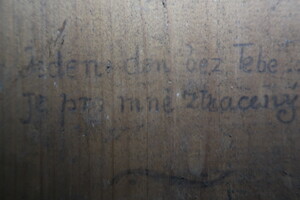 Jeden den bez Tebe...
je pro mně ztracený